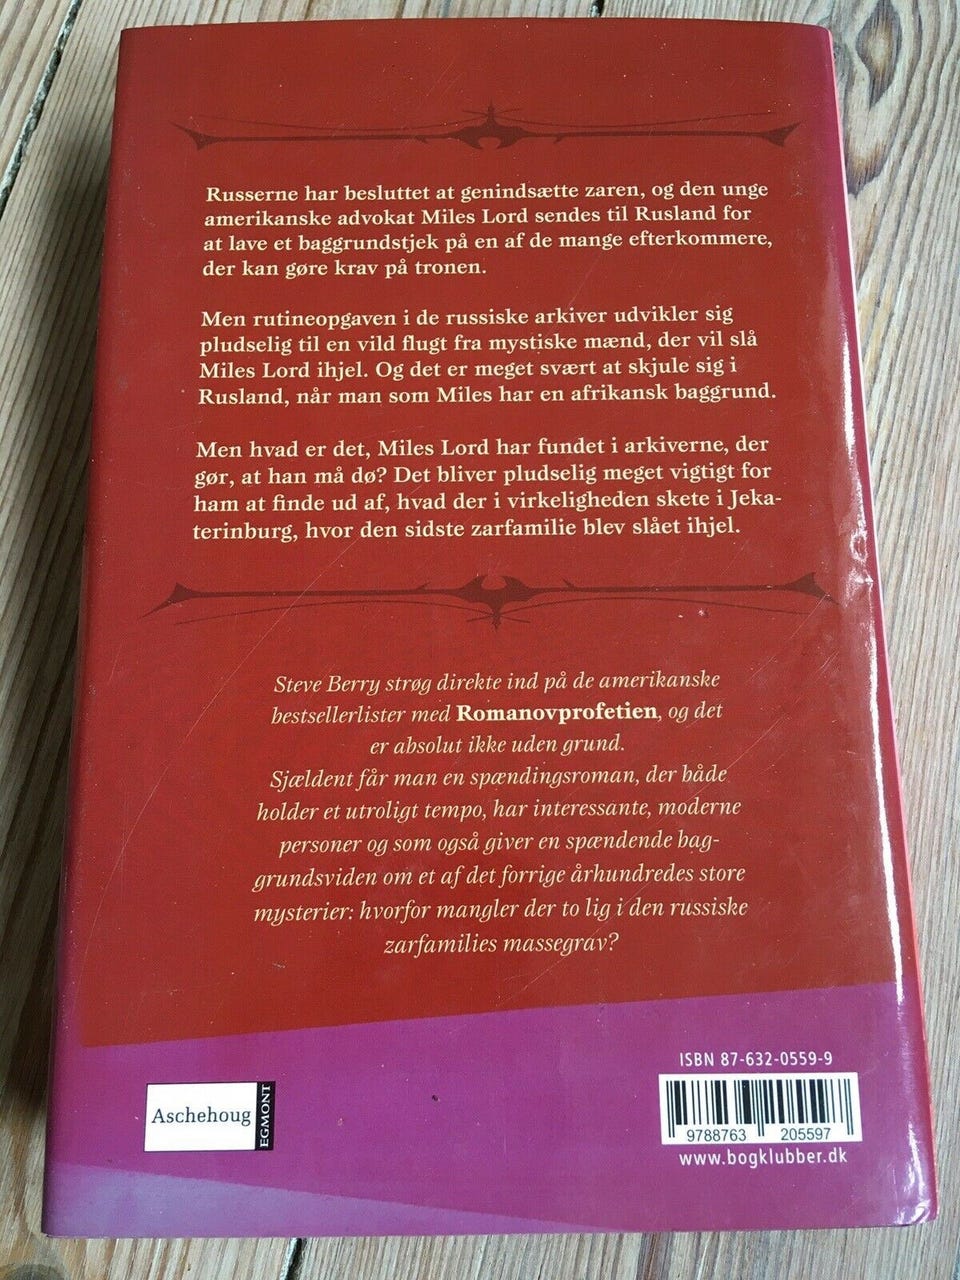 Russerne har besluttet at genindsætte zaren, og den unge
amerikanske advokat Miles Lord sendes til Rusland for
at lave et baggrundstjek på en af de mange efterkommere,
der kan gøre krav på tronen.
Men rutineopgaven i de russiske arkiver udvikler sig
pludselig til en vild flugt fra mystiske mænd, der vil slå
Miles Lord ihjel. Og det er meget svært at skjule sig i
Rusland, når man som Miles har en afrikansk baggrund.
Men hvad er det, Miles Lord har fundet i arkiverne, der
gør, at han må dø? Det bliver pludselig meget vigtigt for
ham at finde ud af, hvad der i virkeligheden skete i Jeka-
terinburg, hvor den sidste zarfamilie blev slået ihjel.
Steve Berry strøg direkte ind på de amerikanske
bestsellerlister med Romanovprofetien, og det
er absolut ikke uden grund.
Sjældent får man en spændingsroman, der både
holder et utroligt tempo, har interessante, moderne
personer og som også giver en spændende bag-
grundsviden om et af det forrige århundredes store
mysterier: hvorfor mangler der to lig i den russiske
zarfamilies massegrav?
ISBN 87-632-0559-9
9788763 205597
www.bogklubber.dk
Aschehoug
EGMONT